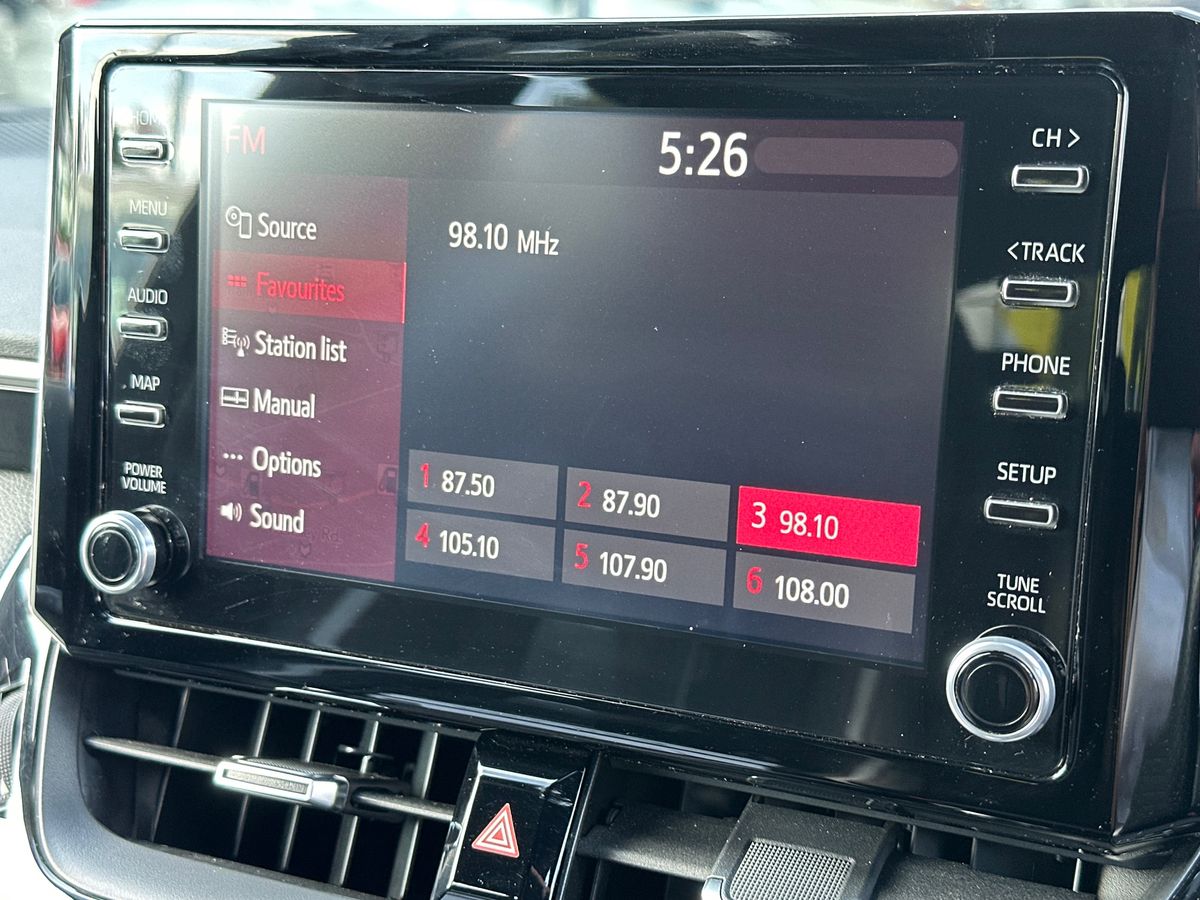 HOME
MENU
AUDIO
MAP
POWER
VOLUME
FM
5:26
Source
Favourites
Station list
Manual
Options
Sound
98.10 MHz
1 87.50
2 87.90
3 98.10
4 105.10
5 107.90
6 108.00
CH >
< TRACK
PHONE
SETUP
TUNE
SCROLL